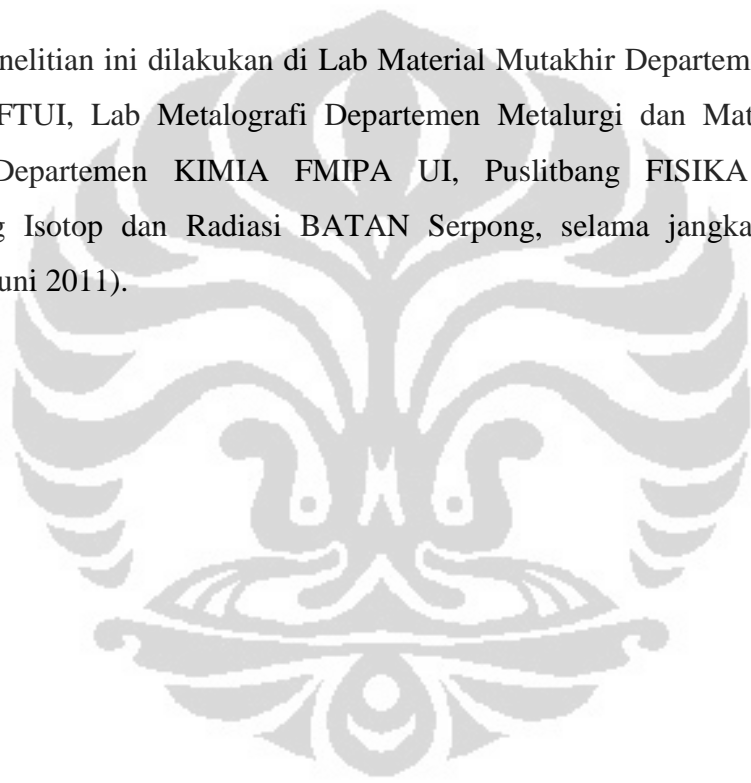 nelitian ini dilakukan di Lab Material Mutakhir Departem
FTUI, Lab Metalografi Departemen Metalurgi dan Mat
Departemen KIMIA FMIPA UI, Puslitbang FISIKA
g Isotop dan Radiasi BATAN Serpong, selama jangka
uni 2011).